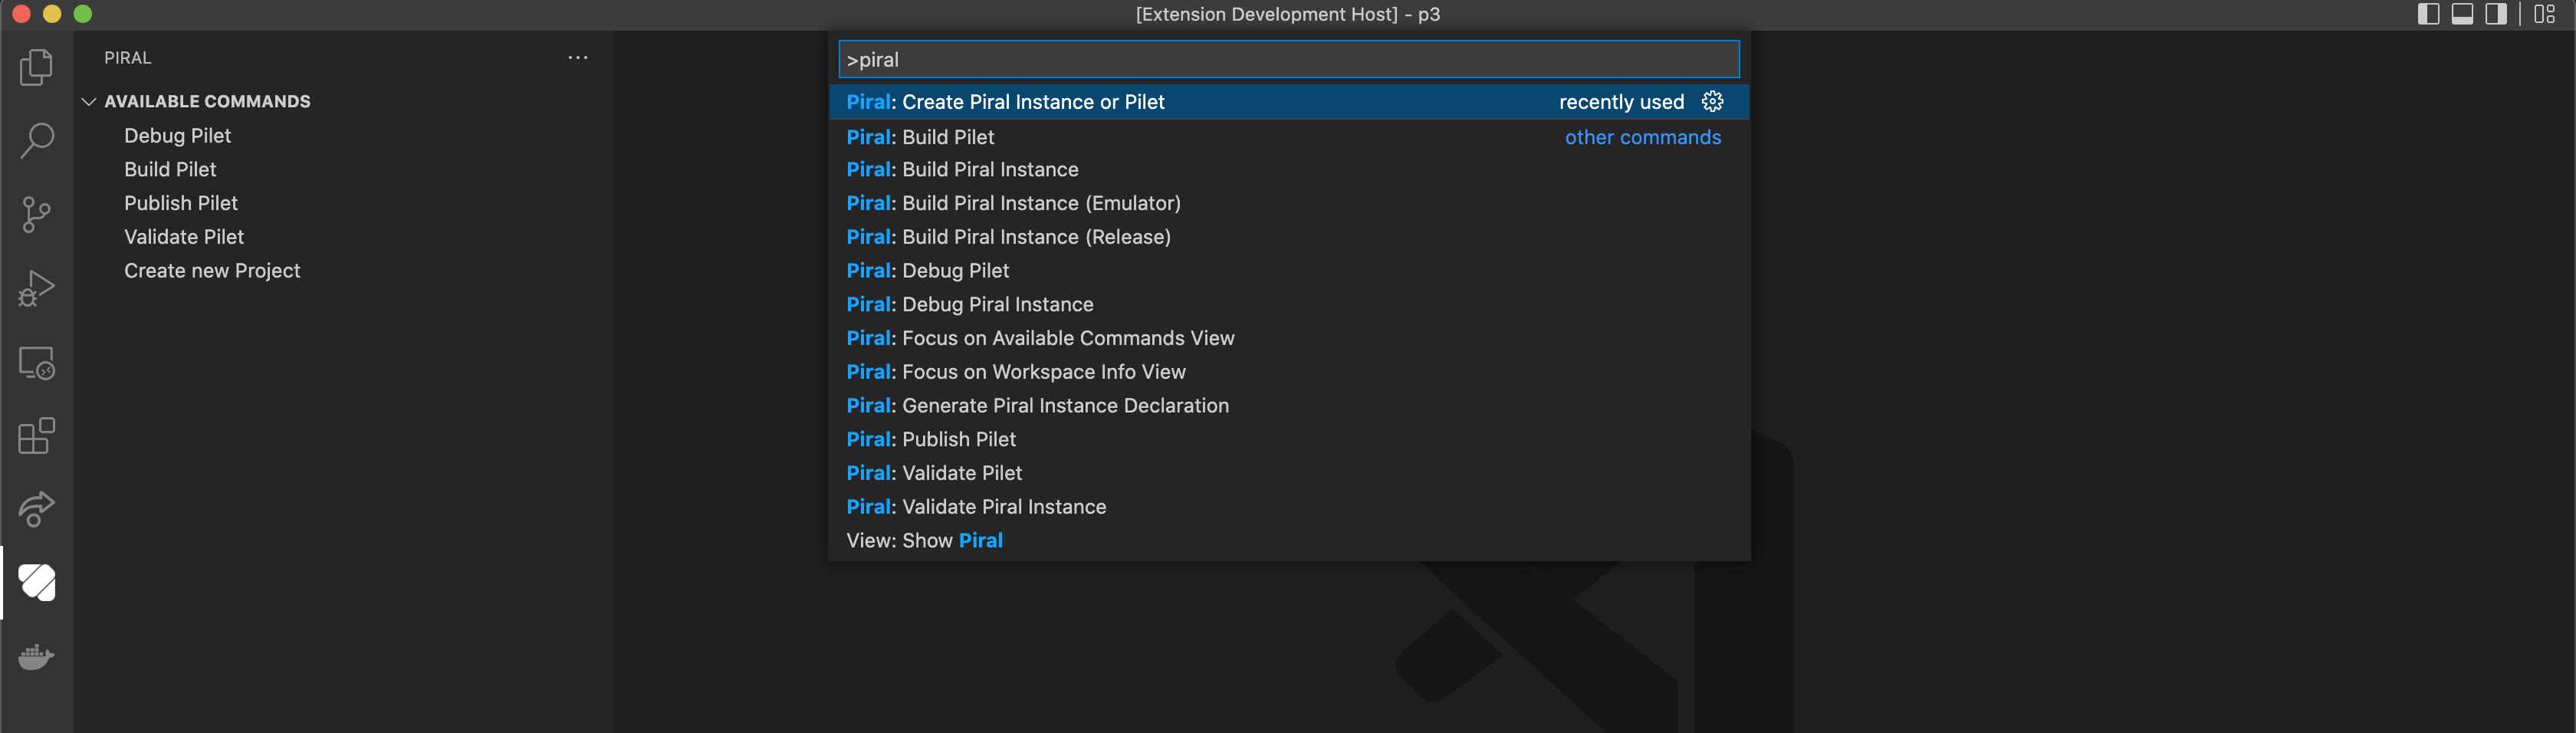 [Extension Development Host] - p3
PIRAL
AVAILABLE COMMANDS
Debug Pilet
Build Pilet
Publish Pilet
Validate Pilet
Create new Project
>piral
Piral: Create Piral Instance or Pilet recently used
Piral: Build Pilet other commands
Piral: Build Piral Instance
Piral: Build Piral Instance (Emulator)
Piral: Build Piral Instance (Release)
Piral: Debug Pilet
Piral: Debug Piral Instance
Piral: Focus on Available Commands View
Piral: Focus on Workspace Info View
Piral: Generate Piral Instance Declaration
Piral: Publish Pilet
Piral: Validate Pilet
Piral: Validate Piral Instance
View: Show Piral